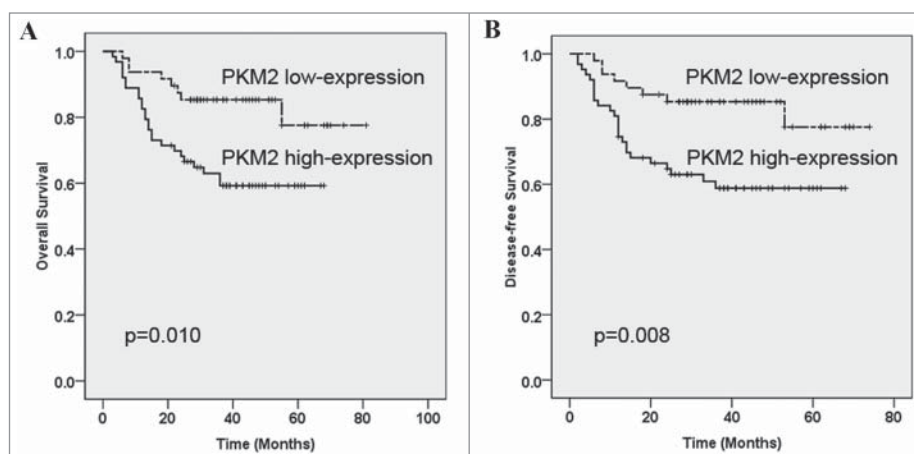 A
Overall Survival
1.0
0.8
0.6
0.4
0.2
0.0
PKM2 low-expression
PKM2 high-expression
p=0.010
0 20 40 60 80 100
Time (Months)
B
Disease-free Survival
1.0
0.8
0.6
0.4
0.2
0.0
PKM2 low-expression
PKM2 high-expression
p=0.008
0 20 40 60 80
Time (Months)